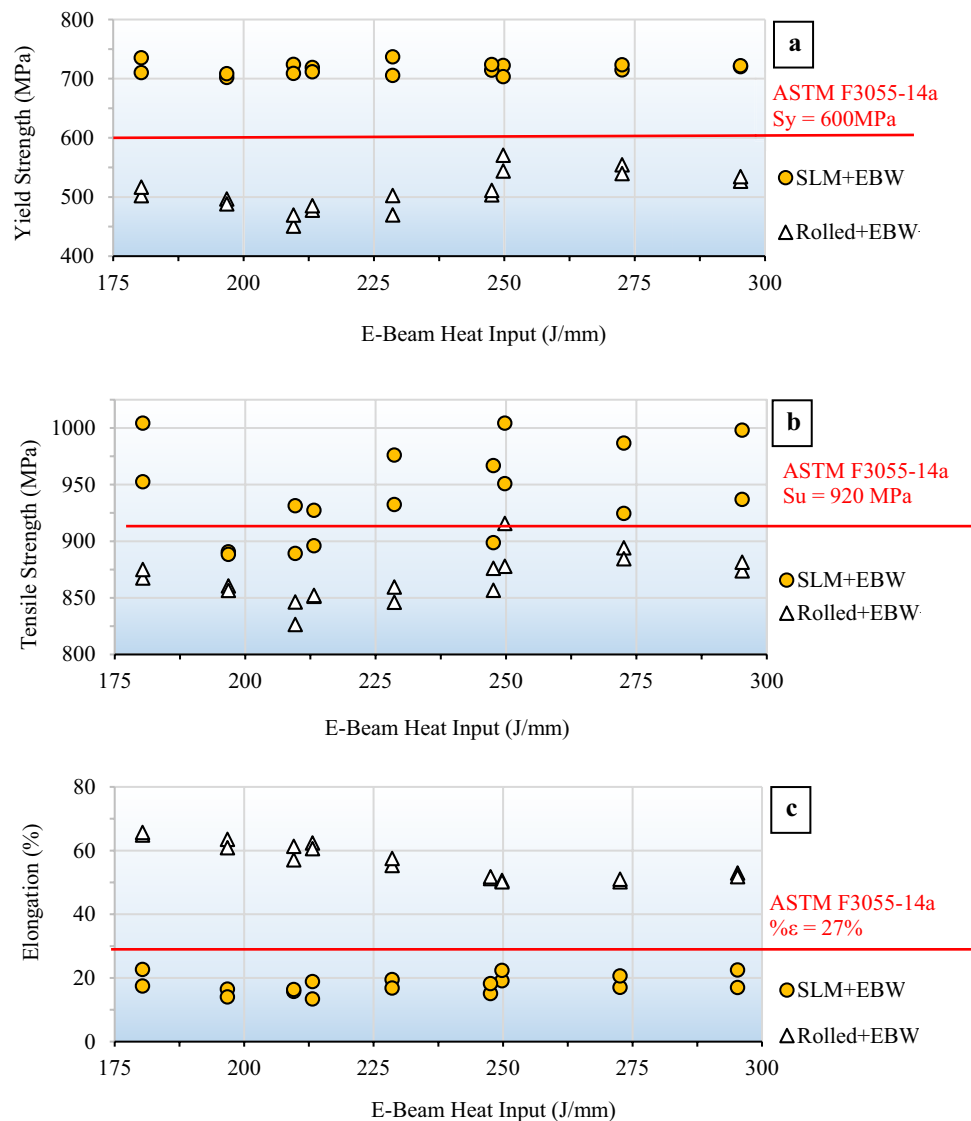 800
700
600
500
400
Yield Strength (MPa)
175
200
225
250
275
300
E-Beam Heat Input (J/mm)
a
ASTM F3055-14a
Sy = 600MPa
SLM+EBW
Rolled+EBW
1000
950
900
850
800
Tensile Strength (MPa)
175
200
225
250
275
300
E-Beam Heat Input (J/mm)
b
ASTM F3055-14a
Su = 920 MPa
SLM+EBW
Rolled+EBW
80
60
40
20
0
Elongation (%)
175
200
225
250
275
300
E-Beam Heat Input (J/mm)
c
ASTM F3055-14a
%ε = 27%
SLM+EBW
Rolled+EBW